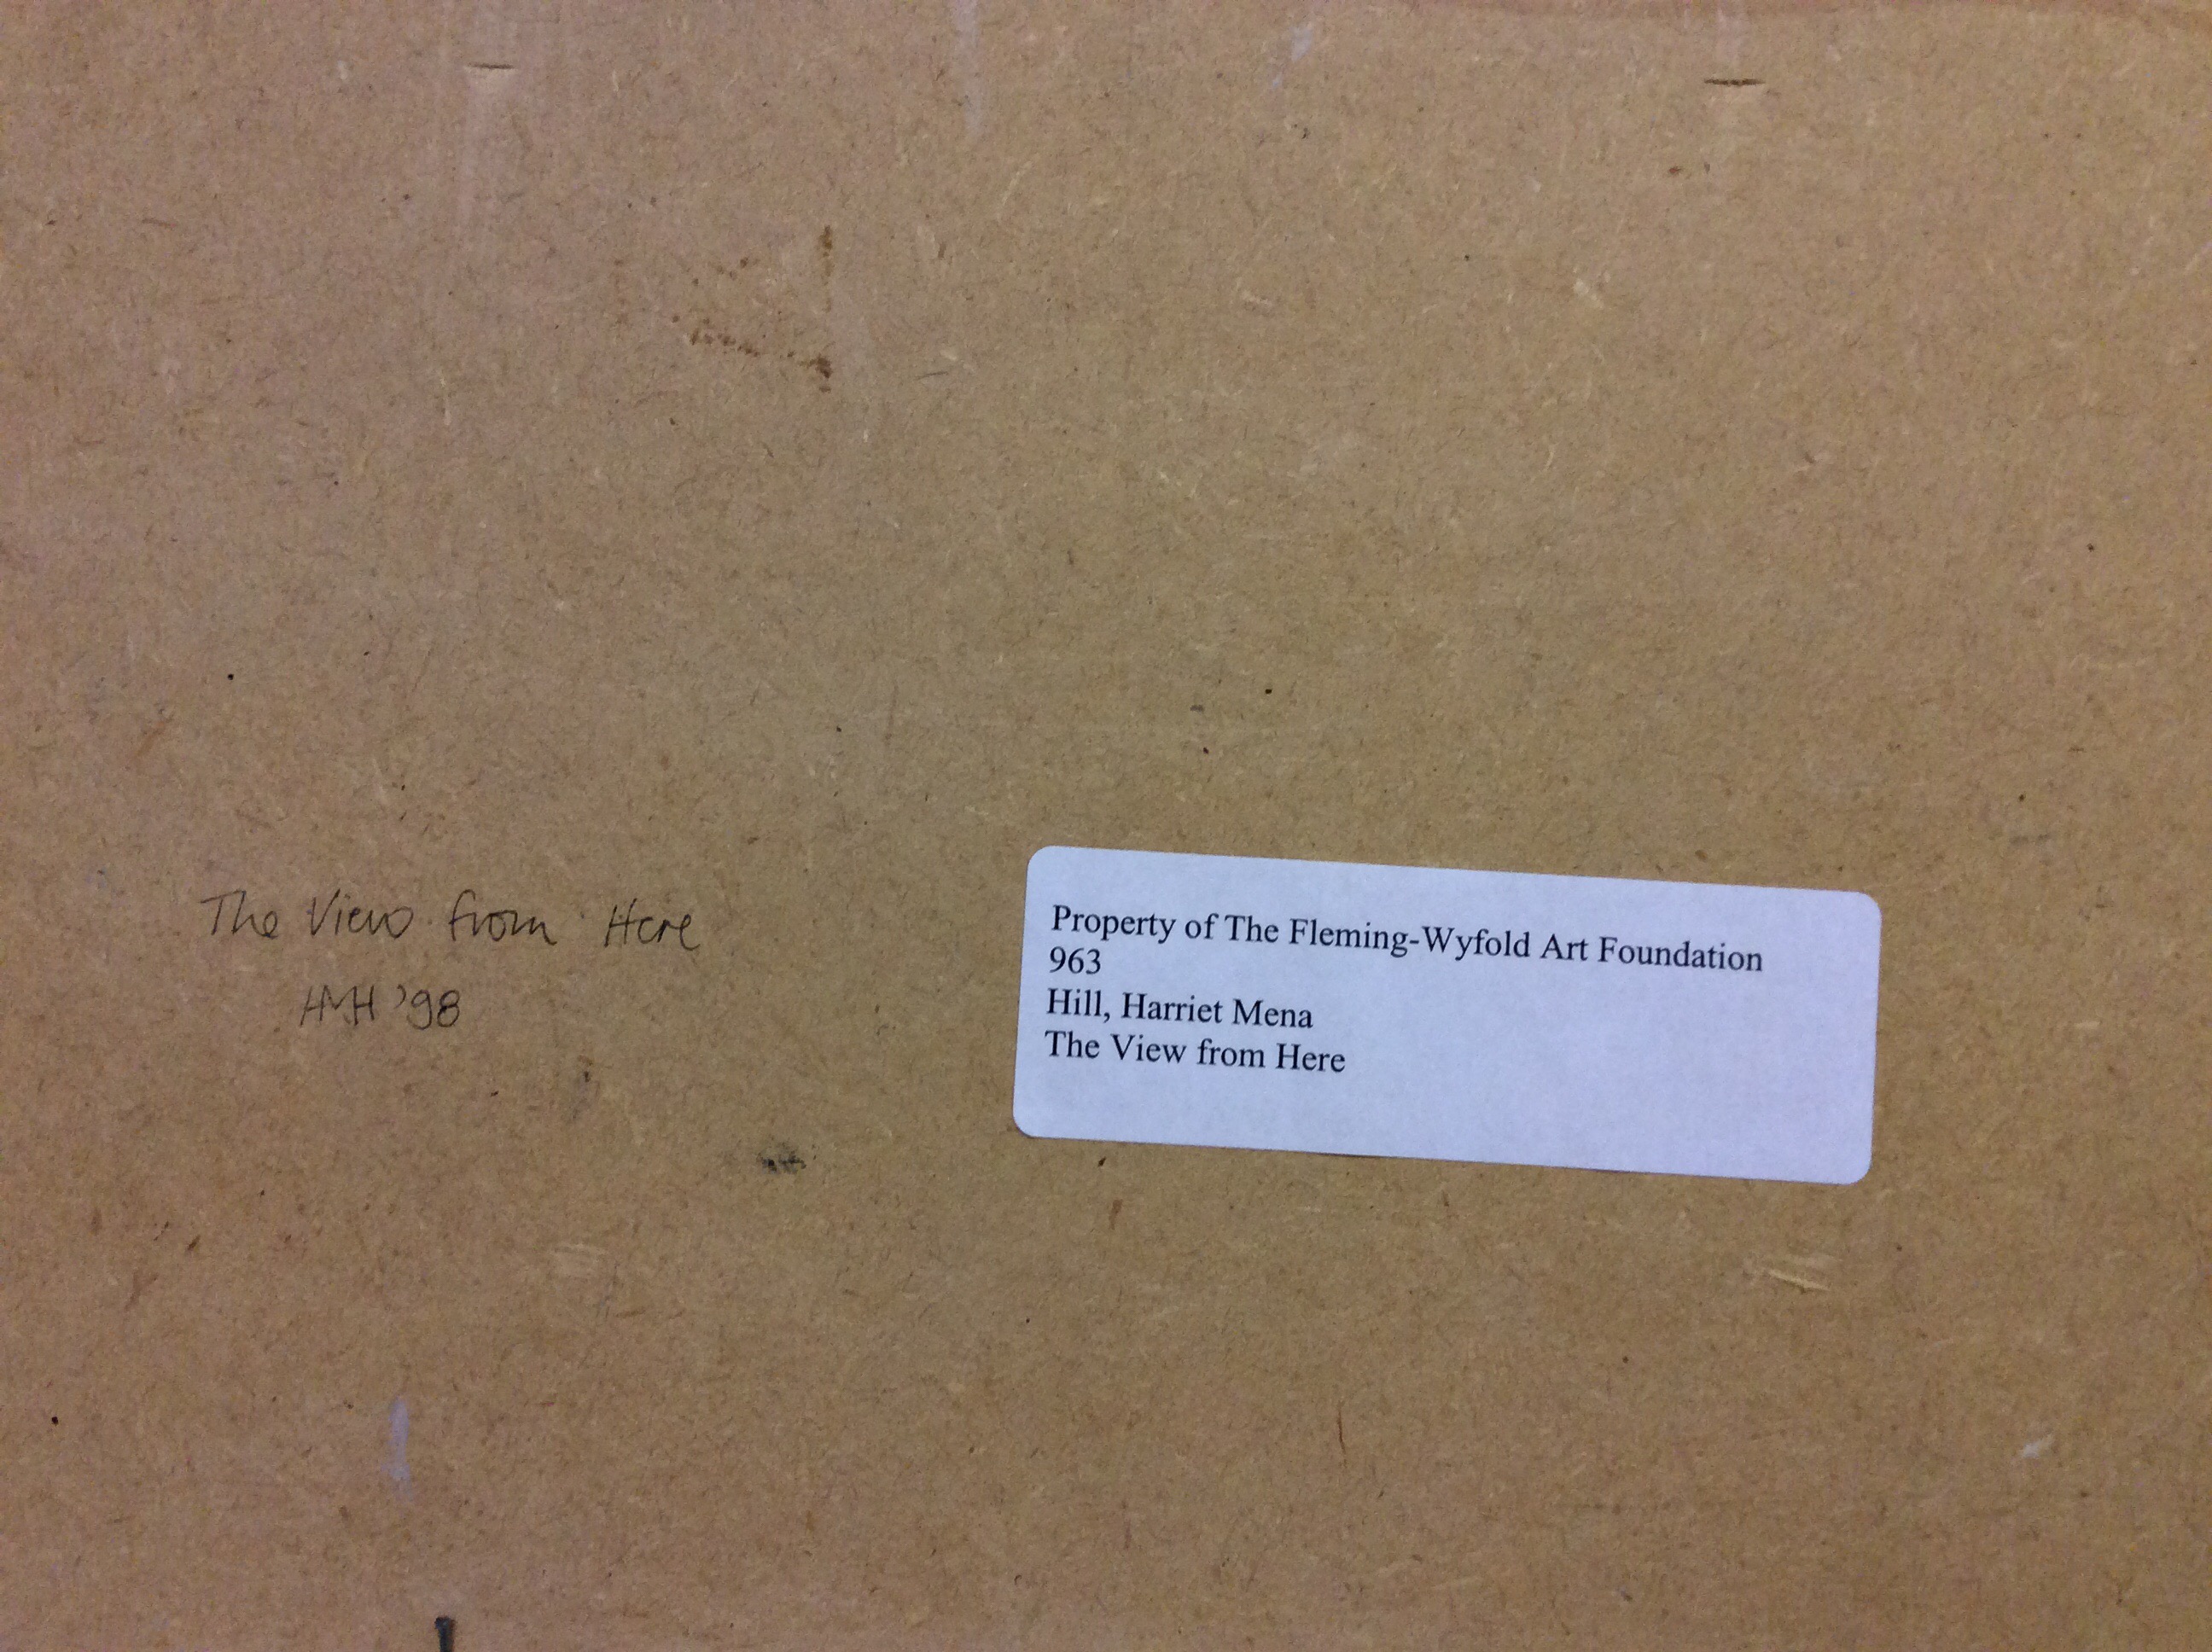 The View from Here
HMH '98
Property of The Fleming-Wyfold Art Foundation
963
Hill, Harriet Mena
The View from Here